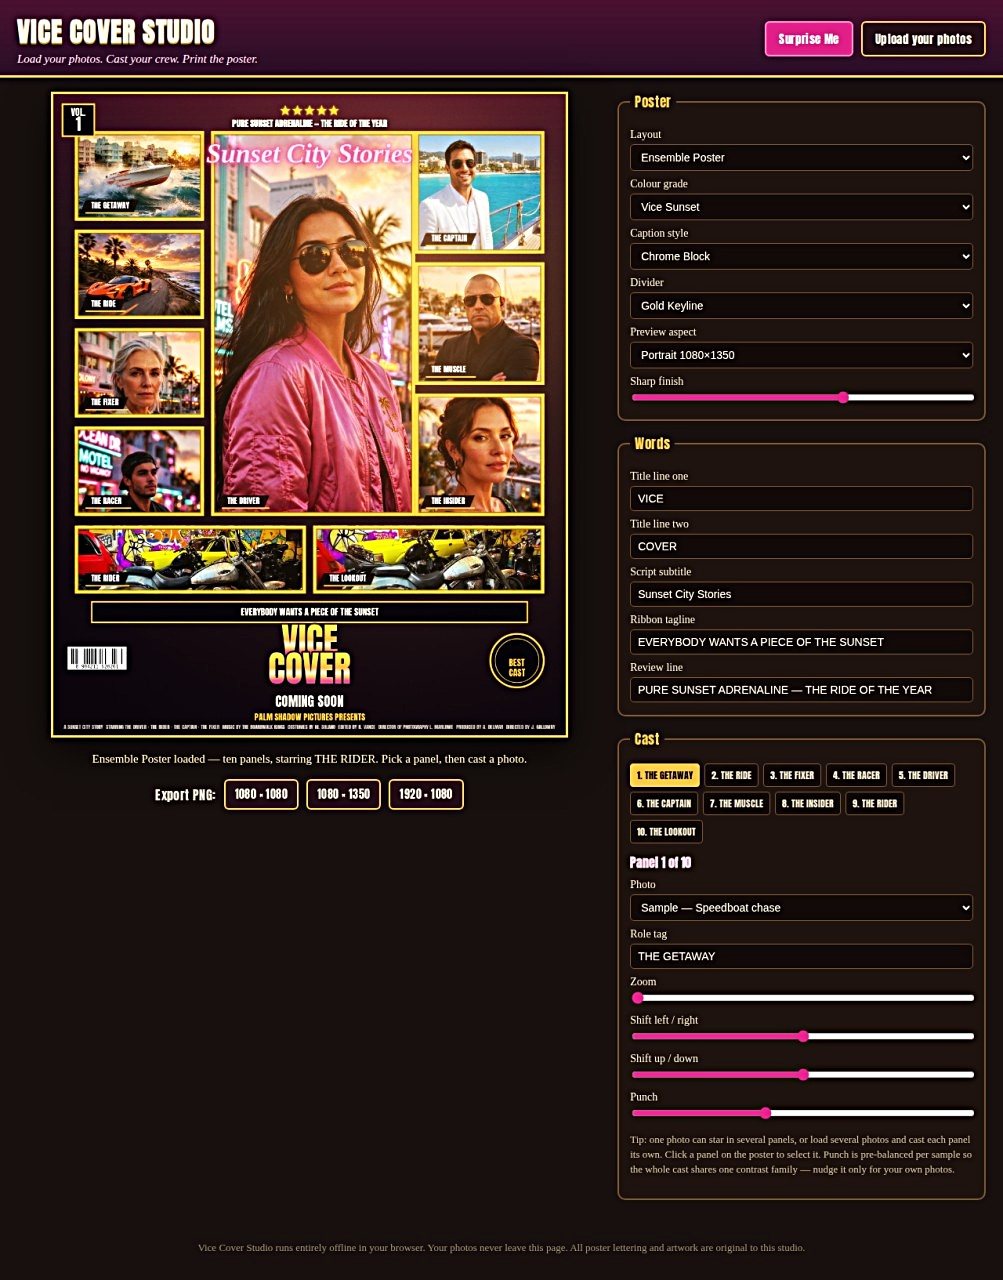 VICE COVER STUDIO
Load your photos. Cast your crew. Print the poster.
Surprise Me
Upload your photos
VOL.
1
PURE SUNSET ADRENALINE — THE RIDE OF THE YEAR
Sunset City Stories
THE GETAWAY
THE CAPTAIN
THE RIDE
THE MUSCLE
THE FIXER
OCEAN DR
MOTEL
NO VACANCY
THE RACER
THE DRIVER
THE INSIDER
THE RIDER
THE LOOKOUT
EVERYBODY WANTS A PIECE OF THE SUNSET
VICE
COVER
BEST
CAST
COMING SOON
PALM SHADOW PICTURES PRESENTS
Ensemble Poster loaded — ten panels, starring THE RIDER. Pick a panel, then cast a photo.
Export PNG:
1080 × 1080
1080 × 1350
1920 × 1080
Poster
Layout
Ensemble Poster
Colour grade
Vice Sunset
Caption style
Chrome Block
Divider
Gold Keyline
Preview aspect
Portrait 1080×1350
Sharp finish
Words
Title line one
VICE
Title line two
COVER
Script subtitle
Sunset City Stories
Ribbon tagline
EVERYBODY WANTS A PIECE OF THE SUNSET
Review line
PURE SUNSET ADRENALINE — THE RIDE OF THE YEAR
Cast
1. THE GETAWAY
2. THE RIDE
3. THE FIXER
4. THE RACER
5. THE DRIVER
6. THE CAPTAIN
7. THE MUSCLE
8. THE INSIDER
9. THE RIDER
10. THE LOOKOUT
Panel 1 of 10
Photo
Sample — Speedboat chase
Role tag
THE GETAWAY
Zoom
Shift left / right
Shift up / down
Punch
Tip: one photo can star in several panels, or load several photos and cast each panel
its own. Click a panel on the poster to select it. Punch is pre-balanced per sample so
the whole cast shares one contrast family — nudge it only for your own photos.
Vice Cover Studio runs entirely offline in your browser. Your photos never leave this page. All poster lettering and artwork are original to this studio.